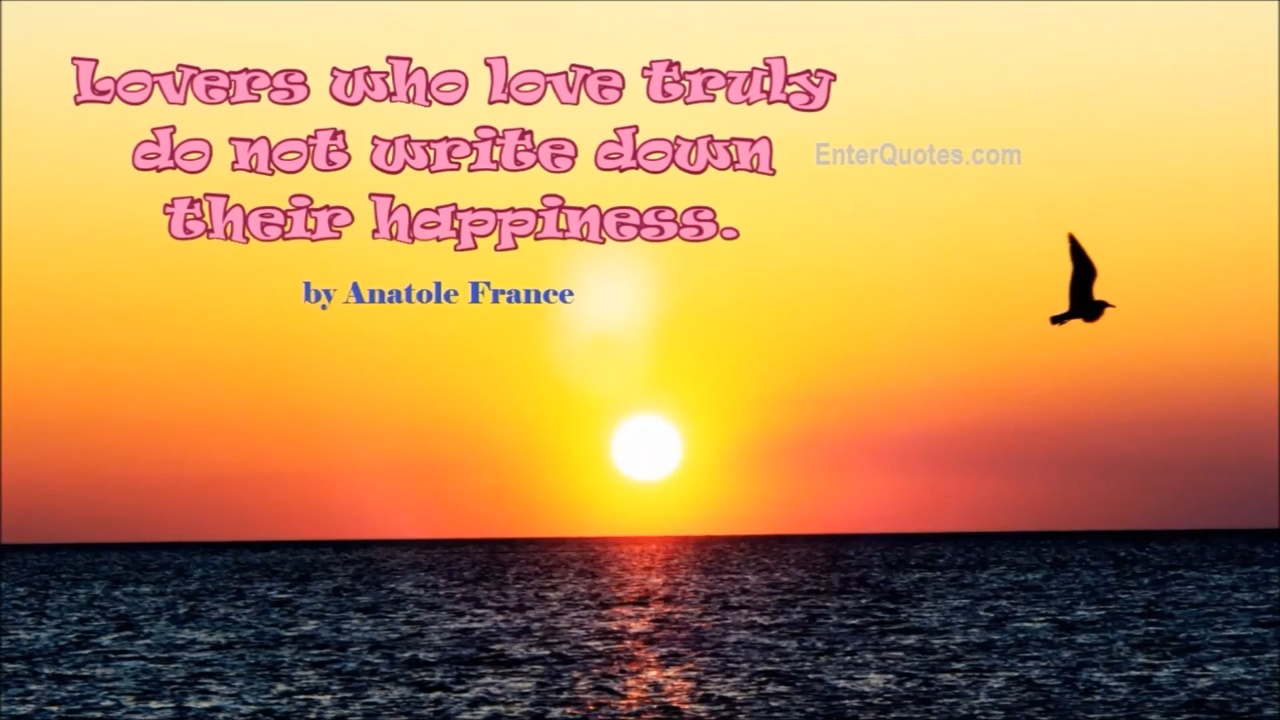 Lovers who love truly
do not write down
their happiness.
EnterQuotes.com
by Anatole France